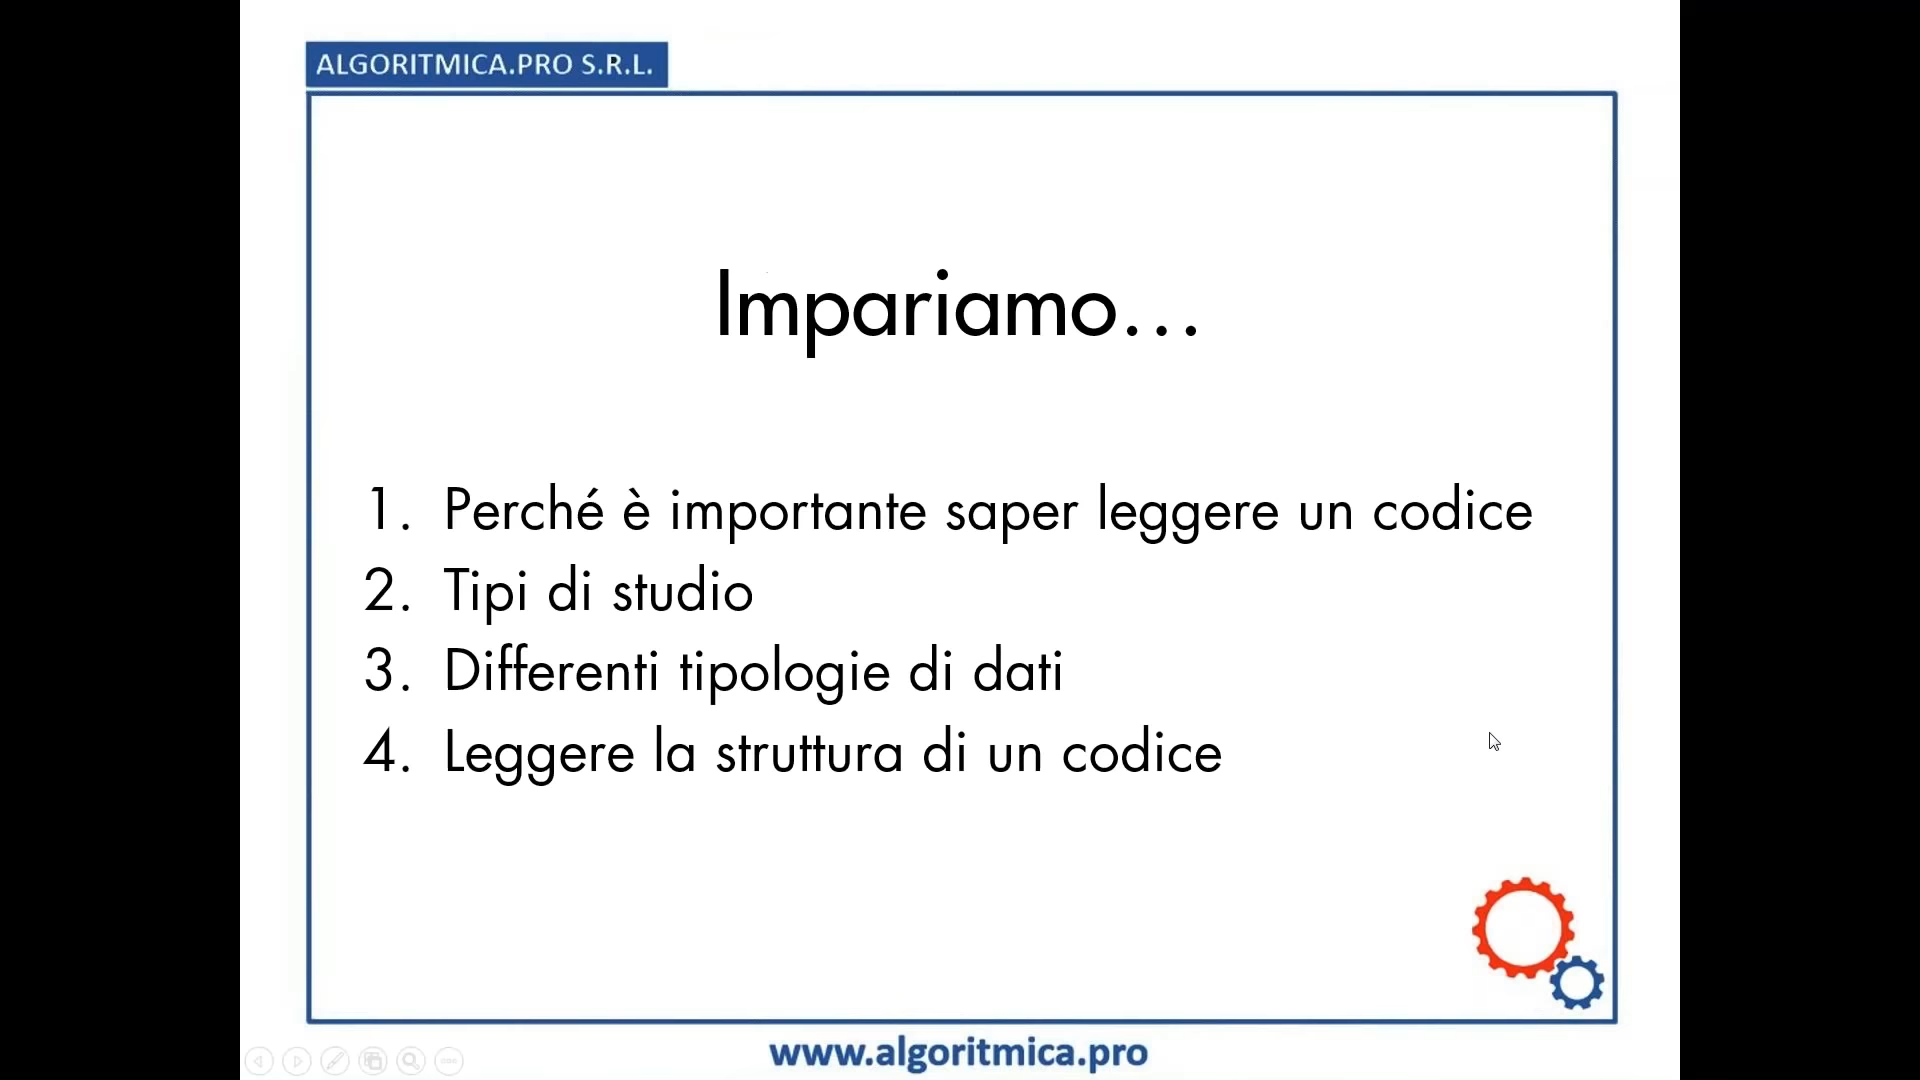 ALGORITMICA.PRO S.R.L.
Impariamo...
1. Perché è importante saper leggere un codice
2. Tipi di studio
3. Differenti tipologie di dati
4. Leggere la struttura di un codice
www.algoritmica.pro